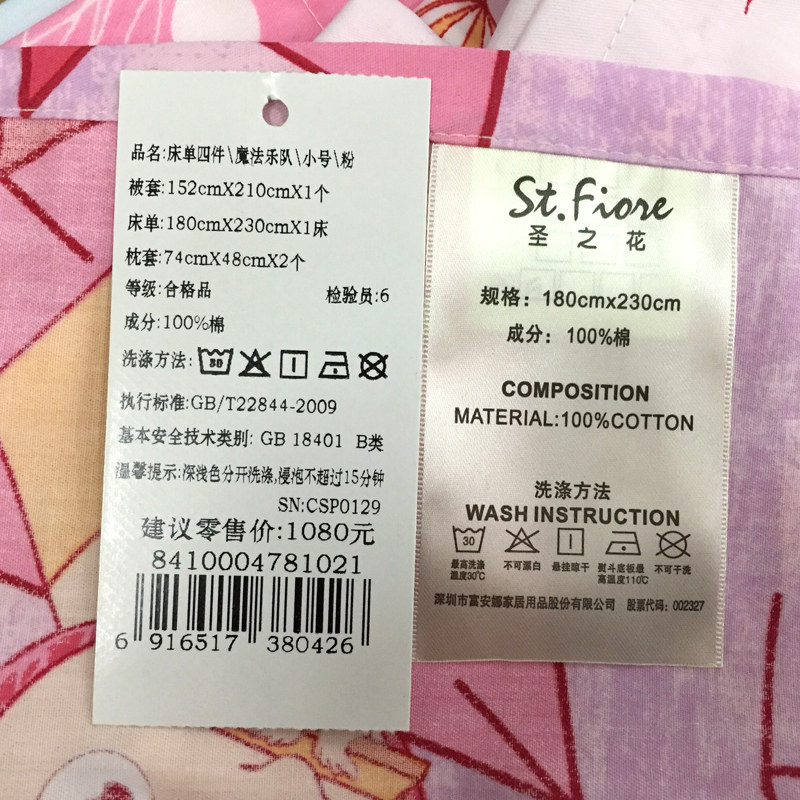 品名:床单四件\魔法乐队\小号\粉
被套:152cmX210cmX1个
床单:180cmX230cmX1床
枕套:74cmX48cmX2个
等级:合格品 检验员:6
成分:100%棉
洗涤方法: 30
执行标准:GB/T22844-2009
基本安全技术类别: GB 18401 B类
温馨提示:深浅色分开洗涤,浸泡不超过15分钟
SN:CSP0129
建议零售价:1080元
8410004781021
6 916517 380426
St.Fiore
圣之花
规格：180cmx230cm
成分：100%棉
COMPOSITION
MATERIAL:100%COTTON
洗涤方法
WASH INSTRUCTION
30
最高洗涤温度30℃ 不可漂白 悬挂晾干 熨斗底板最高温度110℃ 不可干洗
深圳市富安娜家居用品股份有限公司 股票代码：002327